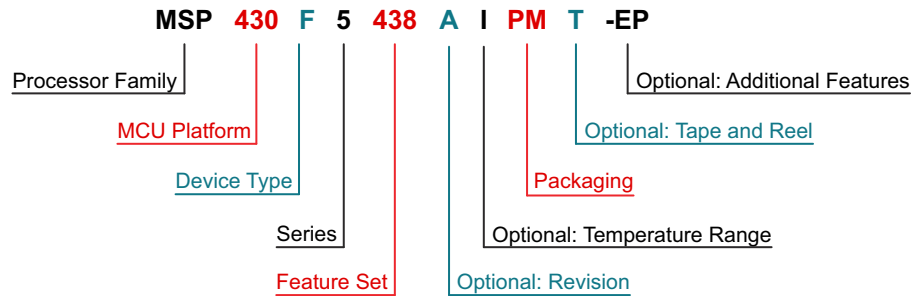 MSP 430 F 5 438 A I PM T -EP
Processor Family
Optional: Additional Features
MCU Platform
Optional: Tape and Reel
Device Type
Packaging
Series
Optional: Temperature Range
Feature Set
Optional: Revision